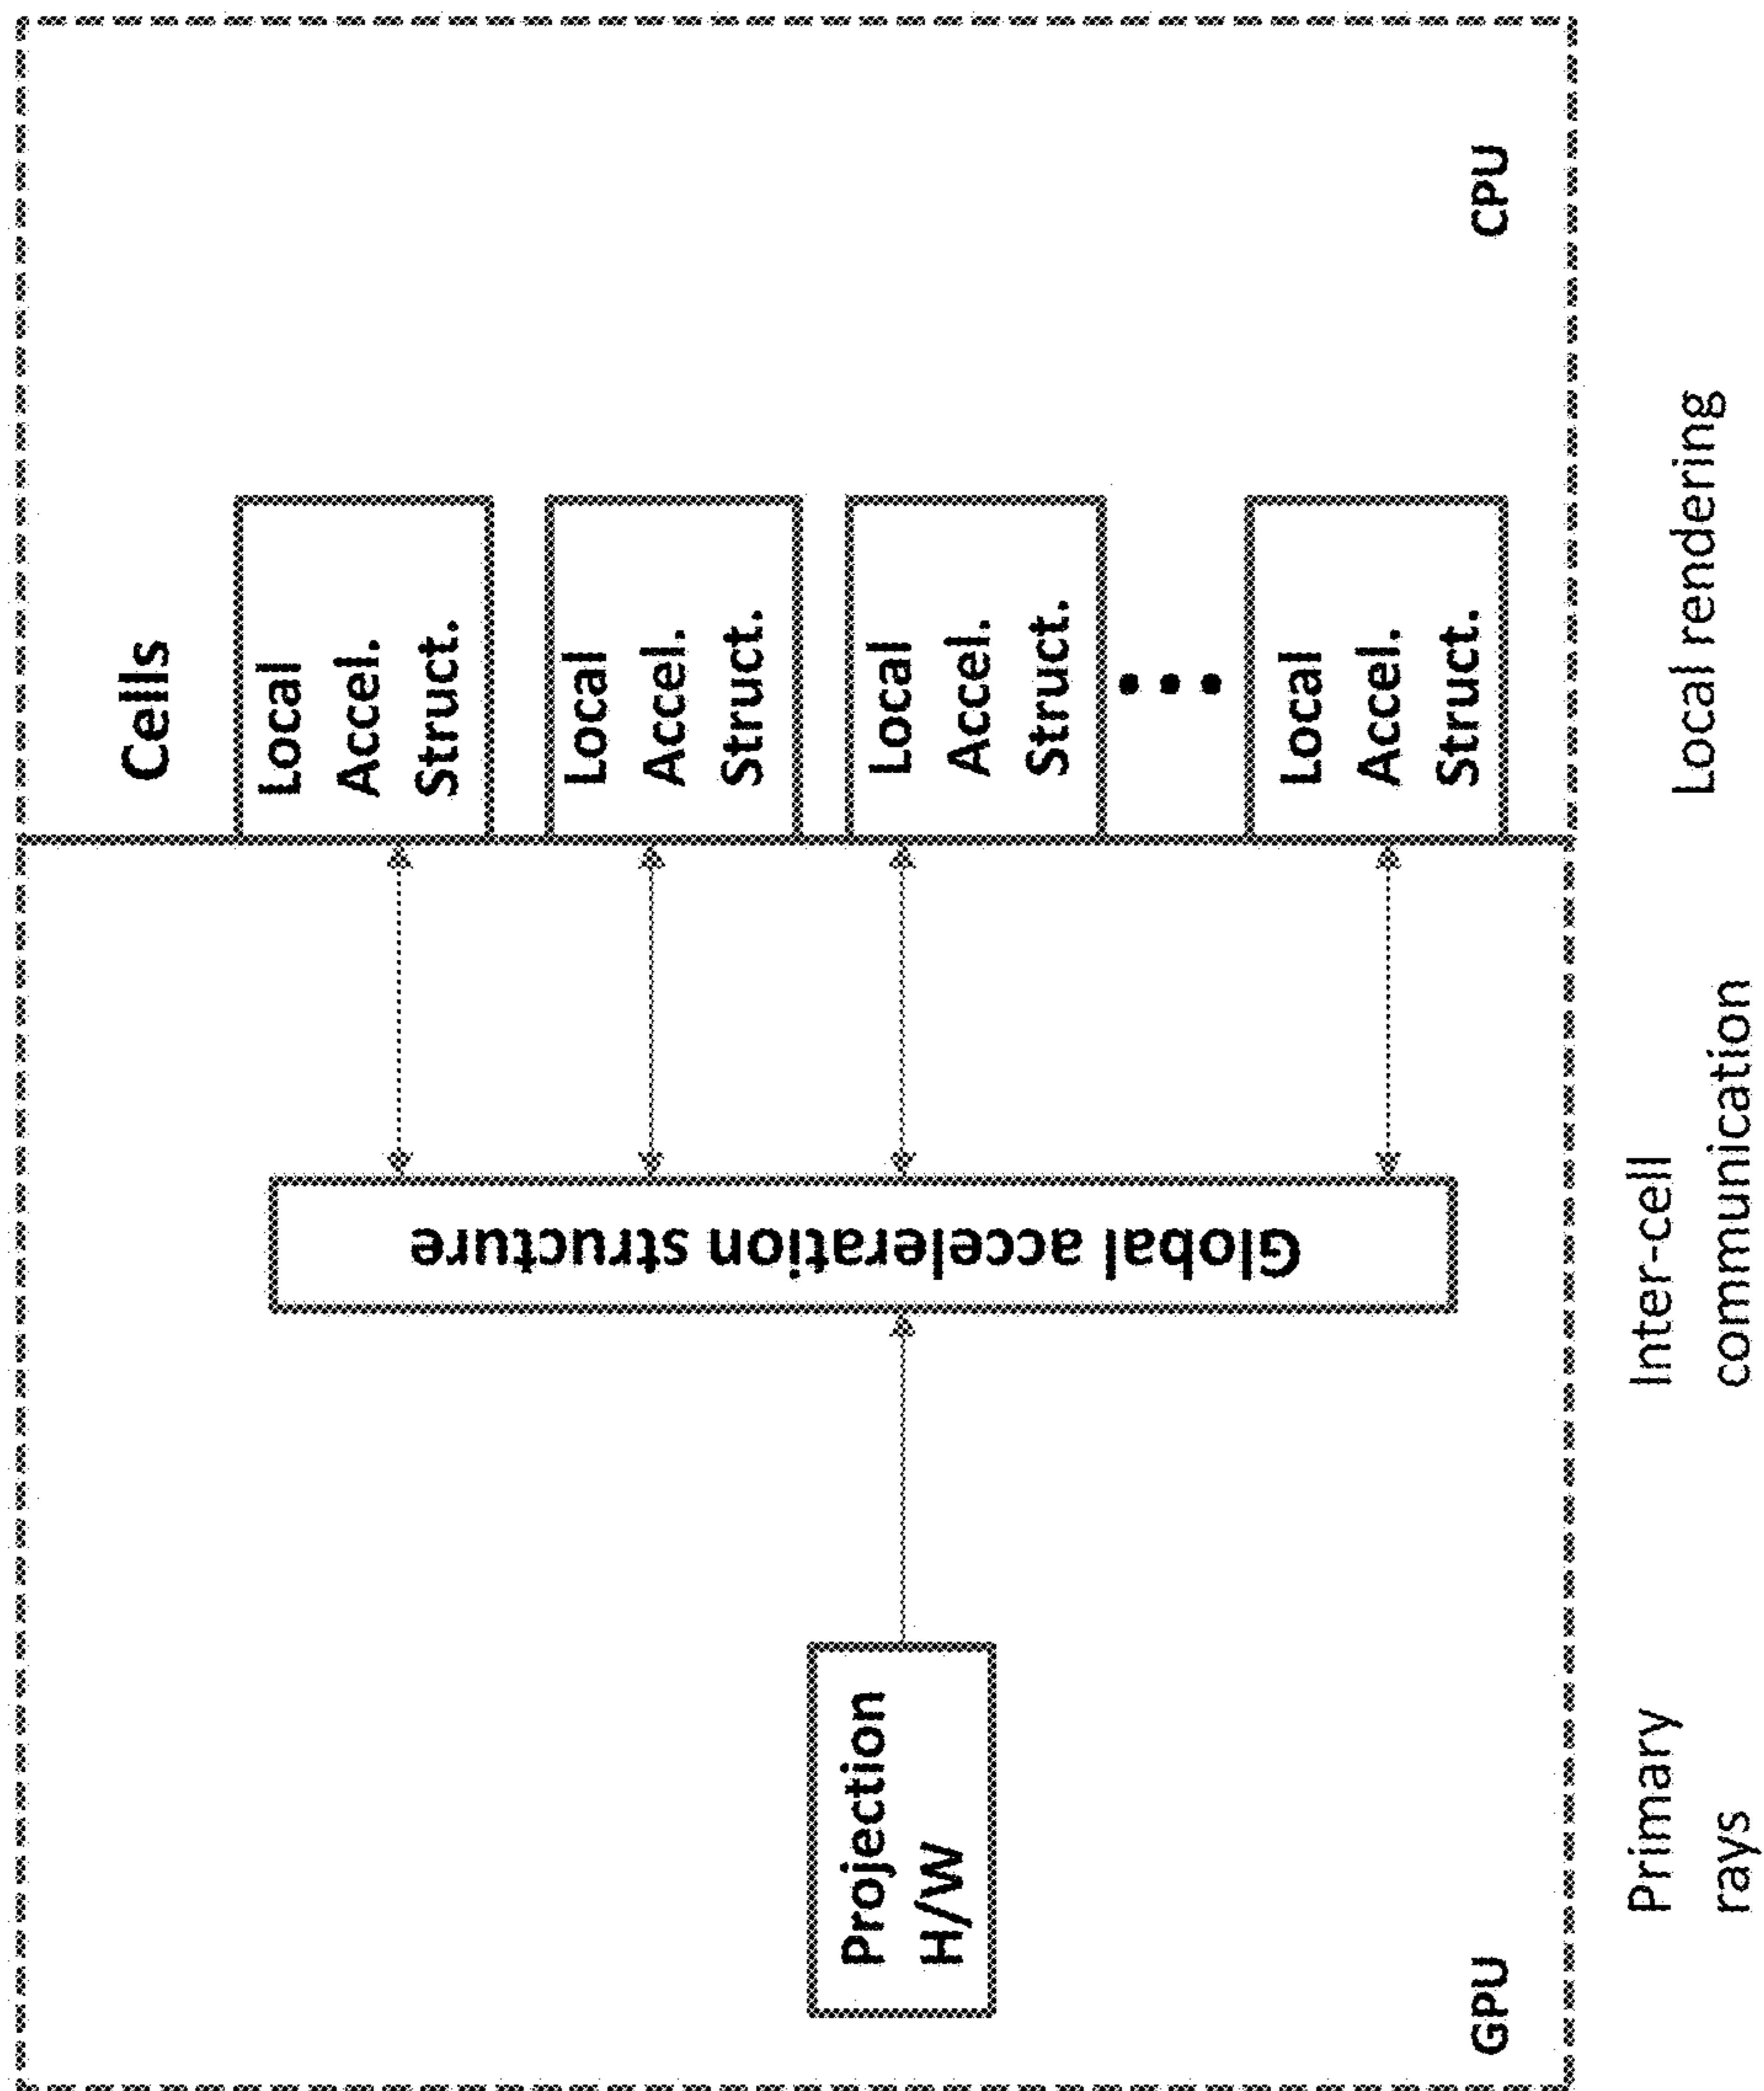 Cells
Local
Accel.
Struct.
Local
Accel.
Struct.
Local
Accel.
Struct.
Local
Accel.
Struct.
Global acceleration structure
Projection
H/W
GPU
CPU
Primary
rays
Inter-cell
communication
Local rendering